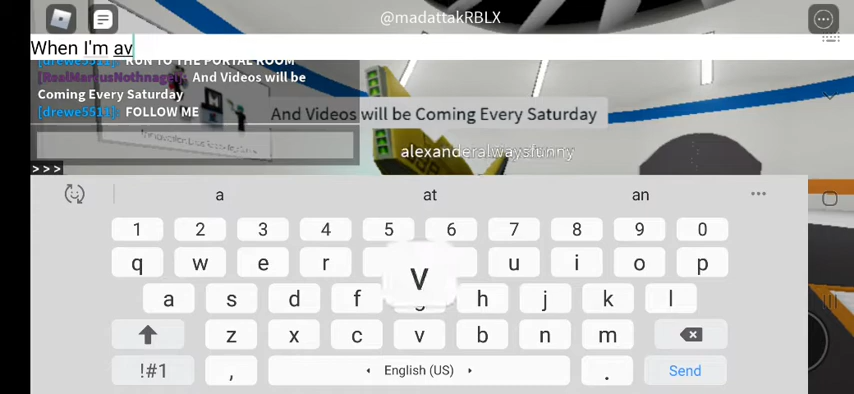 @madattakRBLX
When I'm av
[drewe5511]: RUN TO THE PORTAL ROOM
And Videos will be
Coming Every Saturday
[drewe5511]: FOLLOW ME
And Videos will be Coming Every Saturday
alexanderalwaysfunny
>>>
a at an
1 2 3 4 5 6 7 8 9 0
q w e r u i o p
V
a s d f g h j k l
z x c v b n m
!#1 , English (US) . Send